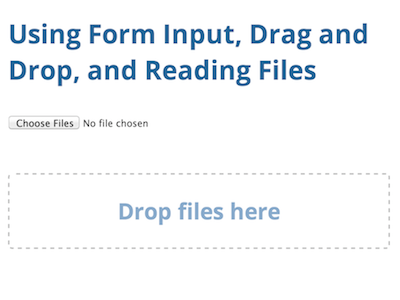 Using Form Input, Drag and
Drop, and Reading Files
Choose Files No file chosen
Drop files here